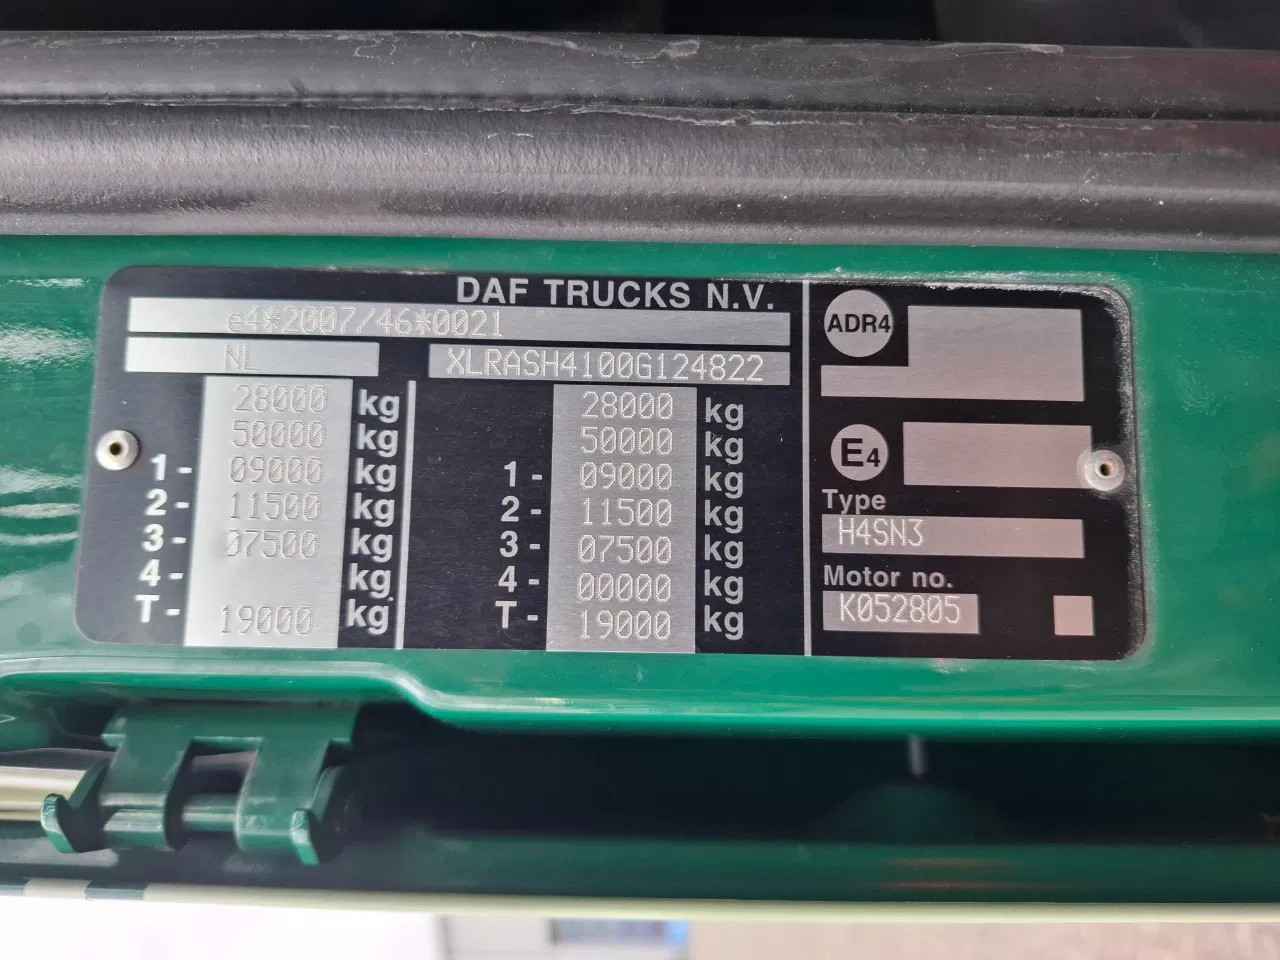 DAF TRUCKS N.V.
e4*2007/46*0021
NL XLRASH4100G124822
28000 kg 28000 kg
50000 kg 50000 kg
1 - 09000 kg 1 - 09000 kg
2 - 11500 kg 2 - 11500 kg
3 - 07500 kg 3 - 07500 kg
4 - kg 4 - 00000 kg
T - 19000 kg T - 19000 kg
ADR4
E4
Type
H4SN3
Motor no.
K052805